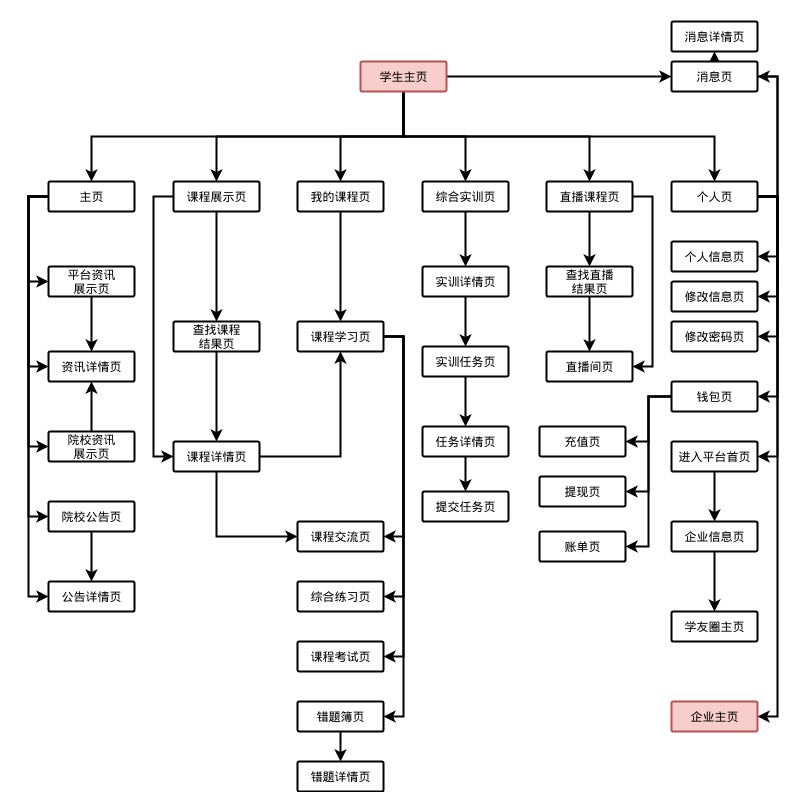 消息详情页
学生主页
消息页
主页
课程展示页
我的课程页
综合实训页
直播课程页
个人页
个人信息页
平台资讯
展示页
实训详情页
查找直播
结果页
修改信息页
查找课程
结果页
课程学习页
修改密码页
资讯详情页
实训任务页
直播间页
钱包页
院校资讯
展示页
课程详情页
任务详情页
充值页
进入平台首页
提现页
提交任务页
院校公告页
课程交流页
账单页
企业信息页
公告详情页
综合练习页
学友圈主页
课程考试页
错题簿页
企业主页
错题详情页